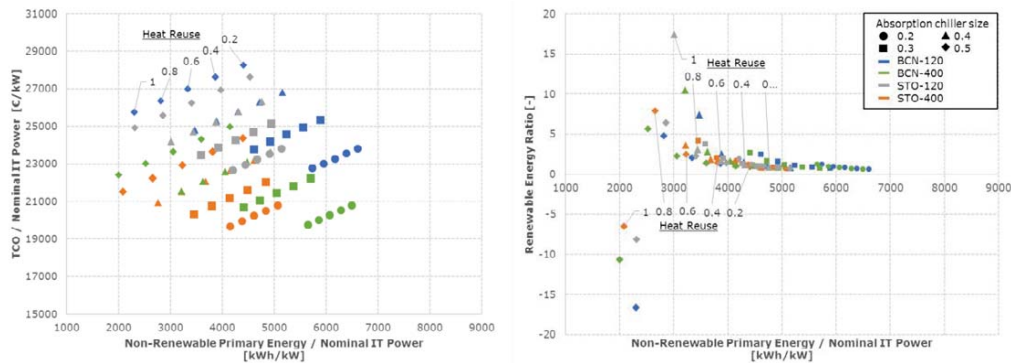 31000
29000
27000
25000
23000
21000
19000
17000
15000
TCO / Nominal IT Power [€/kW]
Heat Reuse
1
0.8
0.6
0.4
0.2
1000 2000 3000 4000 5000 6000 7000 8000 9000
Non-Renewable Primary Energy / Nominal IT Power
[kWh/kW]
20
15
10
5
0
-5
-10
-15
-20
Renewable Energy Ratio [-]
1
Heat Reuse
0.8
0.6
0.4
0...
1000 2000 3000 4000 5000 6000 7000 8000 9000
1
0.8
0.6
0.4
0.2
Heat Reuse
Absorption chiller size
0.2 0.4
0.3 0.5
BCN-120
BCN-400
STO-120
STO-400
Non-Renewable Primary Energy / Nominal IT Power
[kWh/kW]